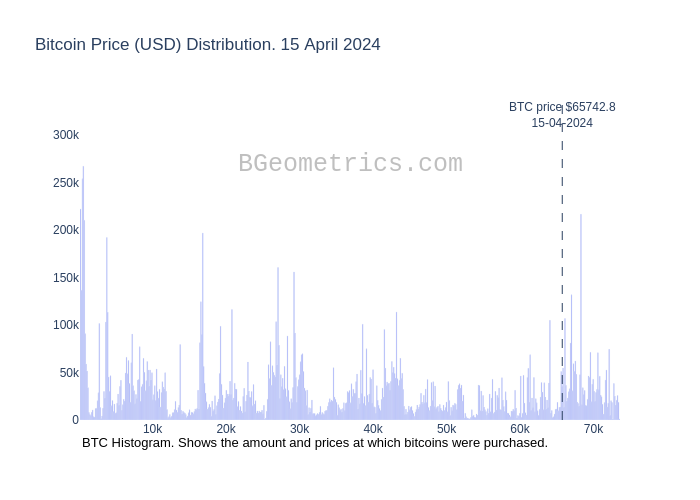 Bitcoin Price (USD) Distribution. 15 April 2024
BTC price $65742.8
15-04-2024
300k
BGeometrics.com
250k
200k
150k
100k
50k
0
10k 20k 30k 40k 50k 60k 70k
BTC Histogram. Shows the amount and prices at which bitcoins were purchased.